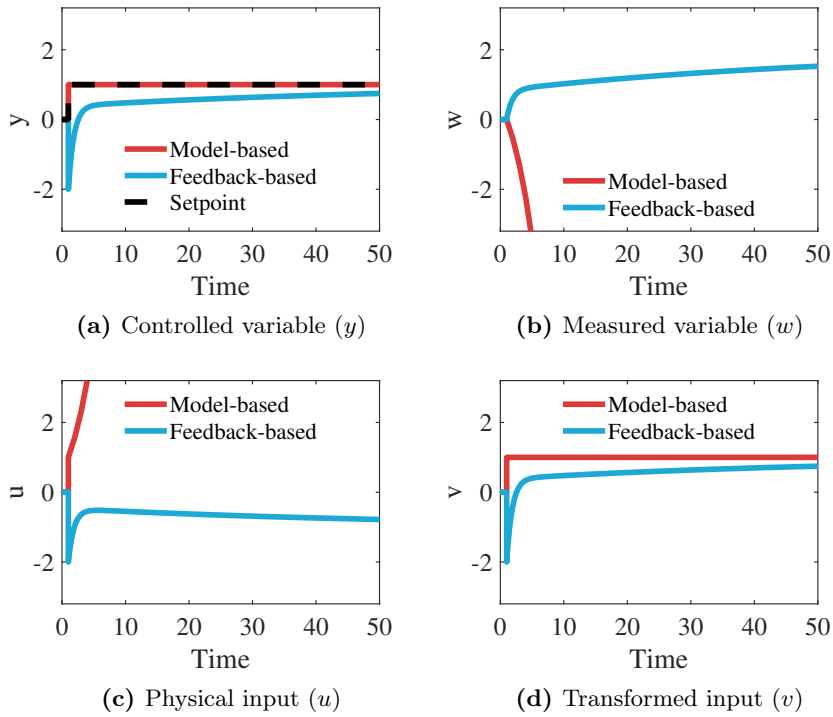 2
0
-2
y
Model-based
Feedback-based
Setpoint
0 10 20 30 40 50
Time
(a) Controlled variable (y)
2
0
-2
w
Model-based
Feedback-based
0 10 20 30 40 50
Time
(b) Measured variable (w)
2
0
-2
u
Model-based
Feedback-based
0 10 20 30 40 50
Time
(c) Physical input (u)
2
0
-2
v
Model-based
Feedback-based
0 10 20 30 40 50
Time
(d) Transformed input (v)